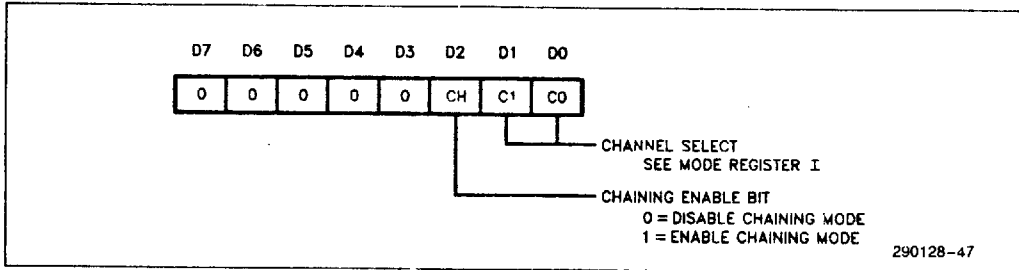 D7 D6 D5 D4 D3 D2 D1 D0
0 0 0 0 0 CH C1 C0
CHANNEL SELECT
SEE MODE REGISTER I
CHAINING ENABLE BIT
0 = DISABLE CHAINING MODE
1 = ENABLE CHAINING MODE
290128-47